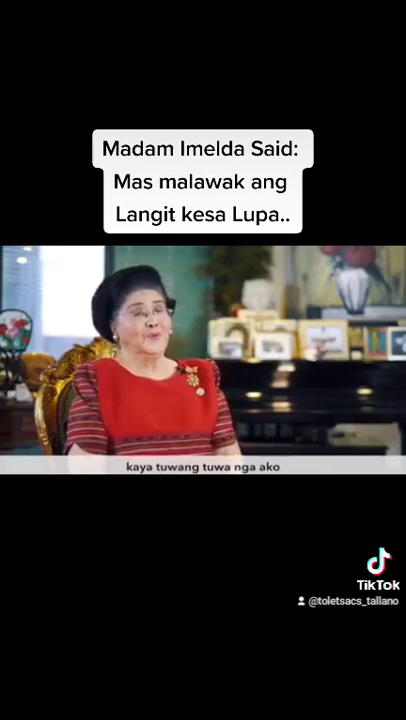 Madam Imelda Said:
Mas malawak ang
Langit kesa Lupa..
kaya tuwang tuwa nga ako
TikTok
@toletsacs_tallano